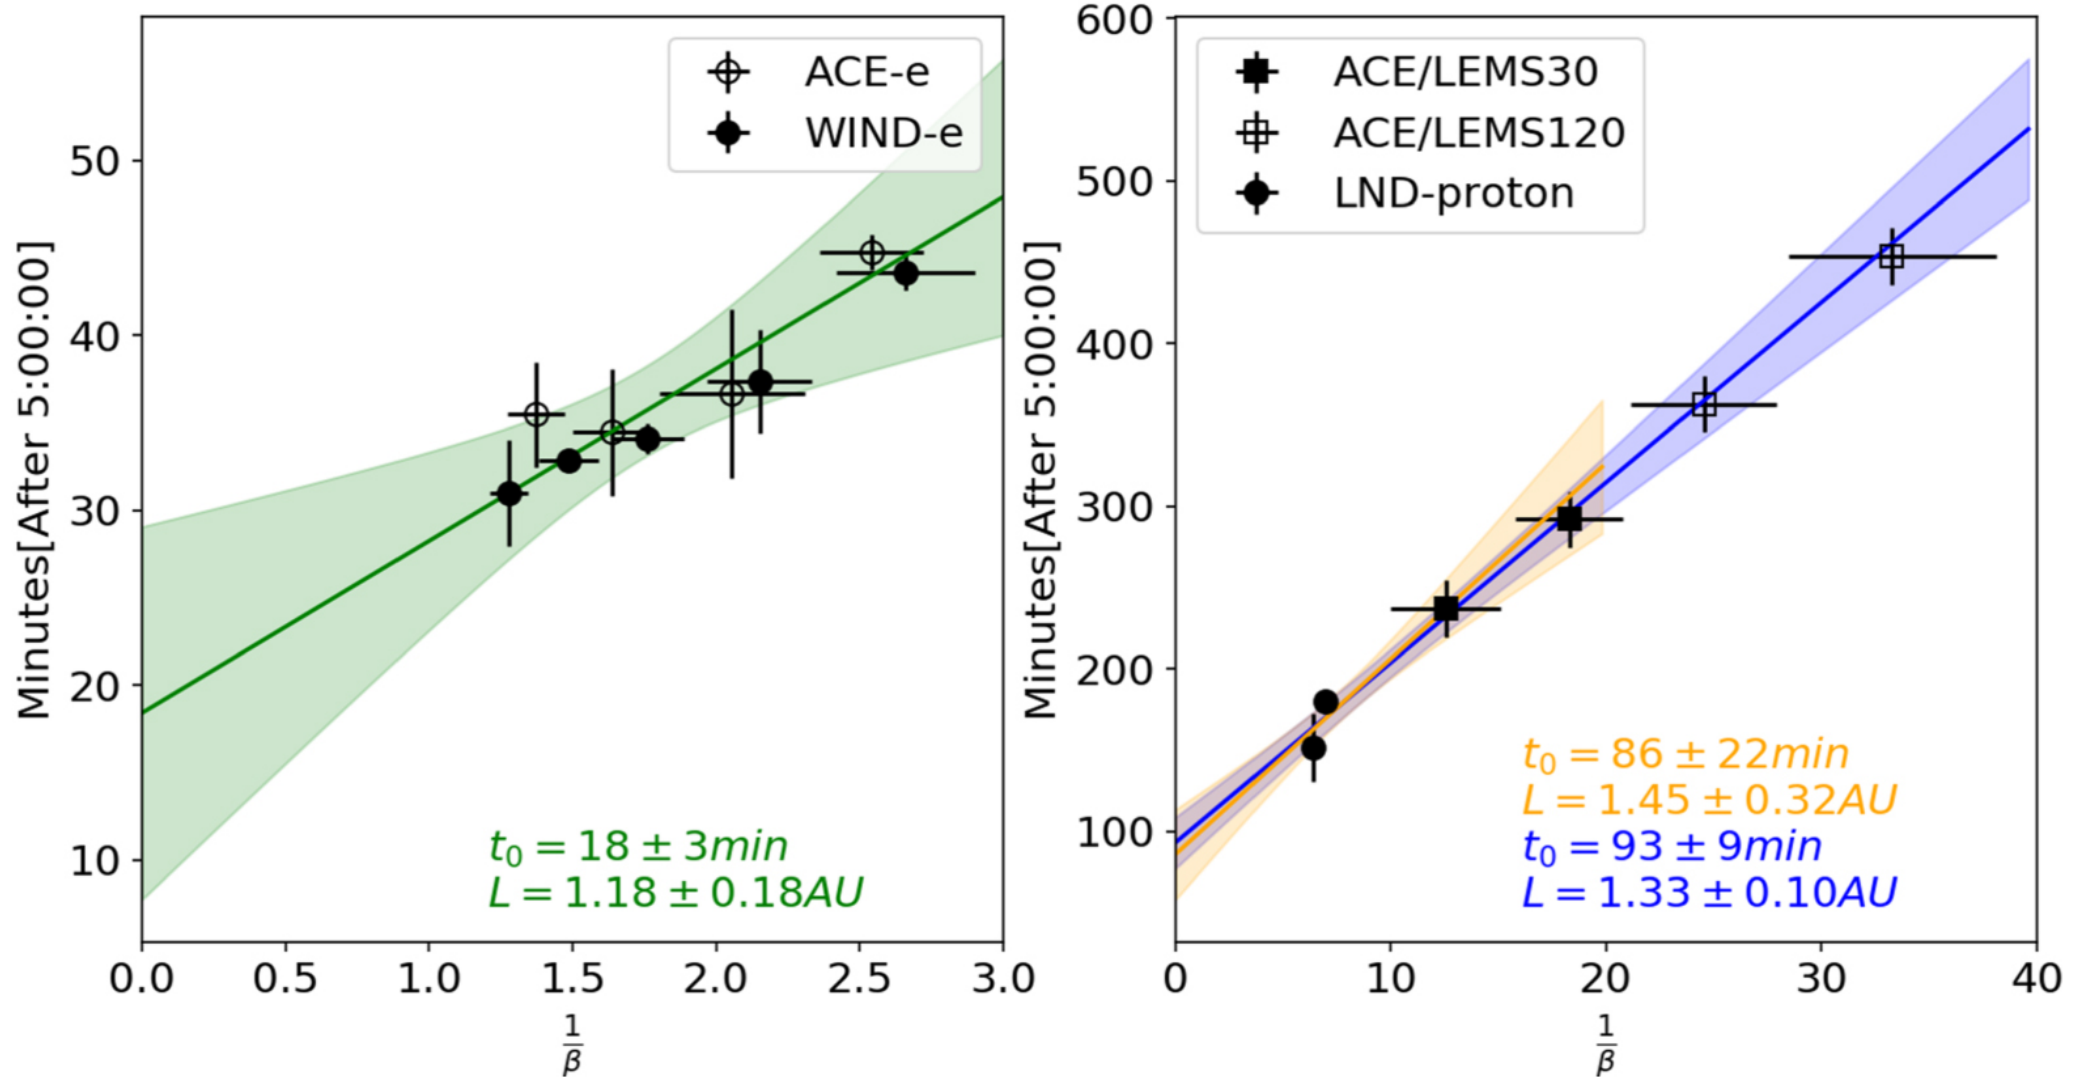 ACE-e
WIND-e
50
40
30
20
10
Minutes[After 5:00:00]
t₀ = 18 ± 3min
L = 1.18 ± 0.18AU
0.0 0.5 1.0 1.5 2.0 2.5 3.0
1/β
ACE/LEMS30
ACE/LEMS120
LND-proton
600
500
400
300
200
100
Minutes[After 5:00:00]
t₀ = 86 ± 22min
L = 1.45 ± 0.32AU
t₀ = 93 ± 9min
L = 1.33 ± 0.10AU
0 10 20 30 40
1/β